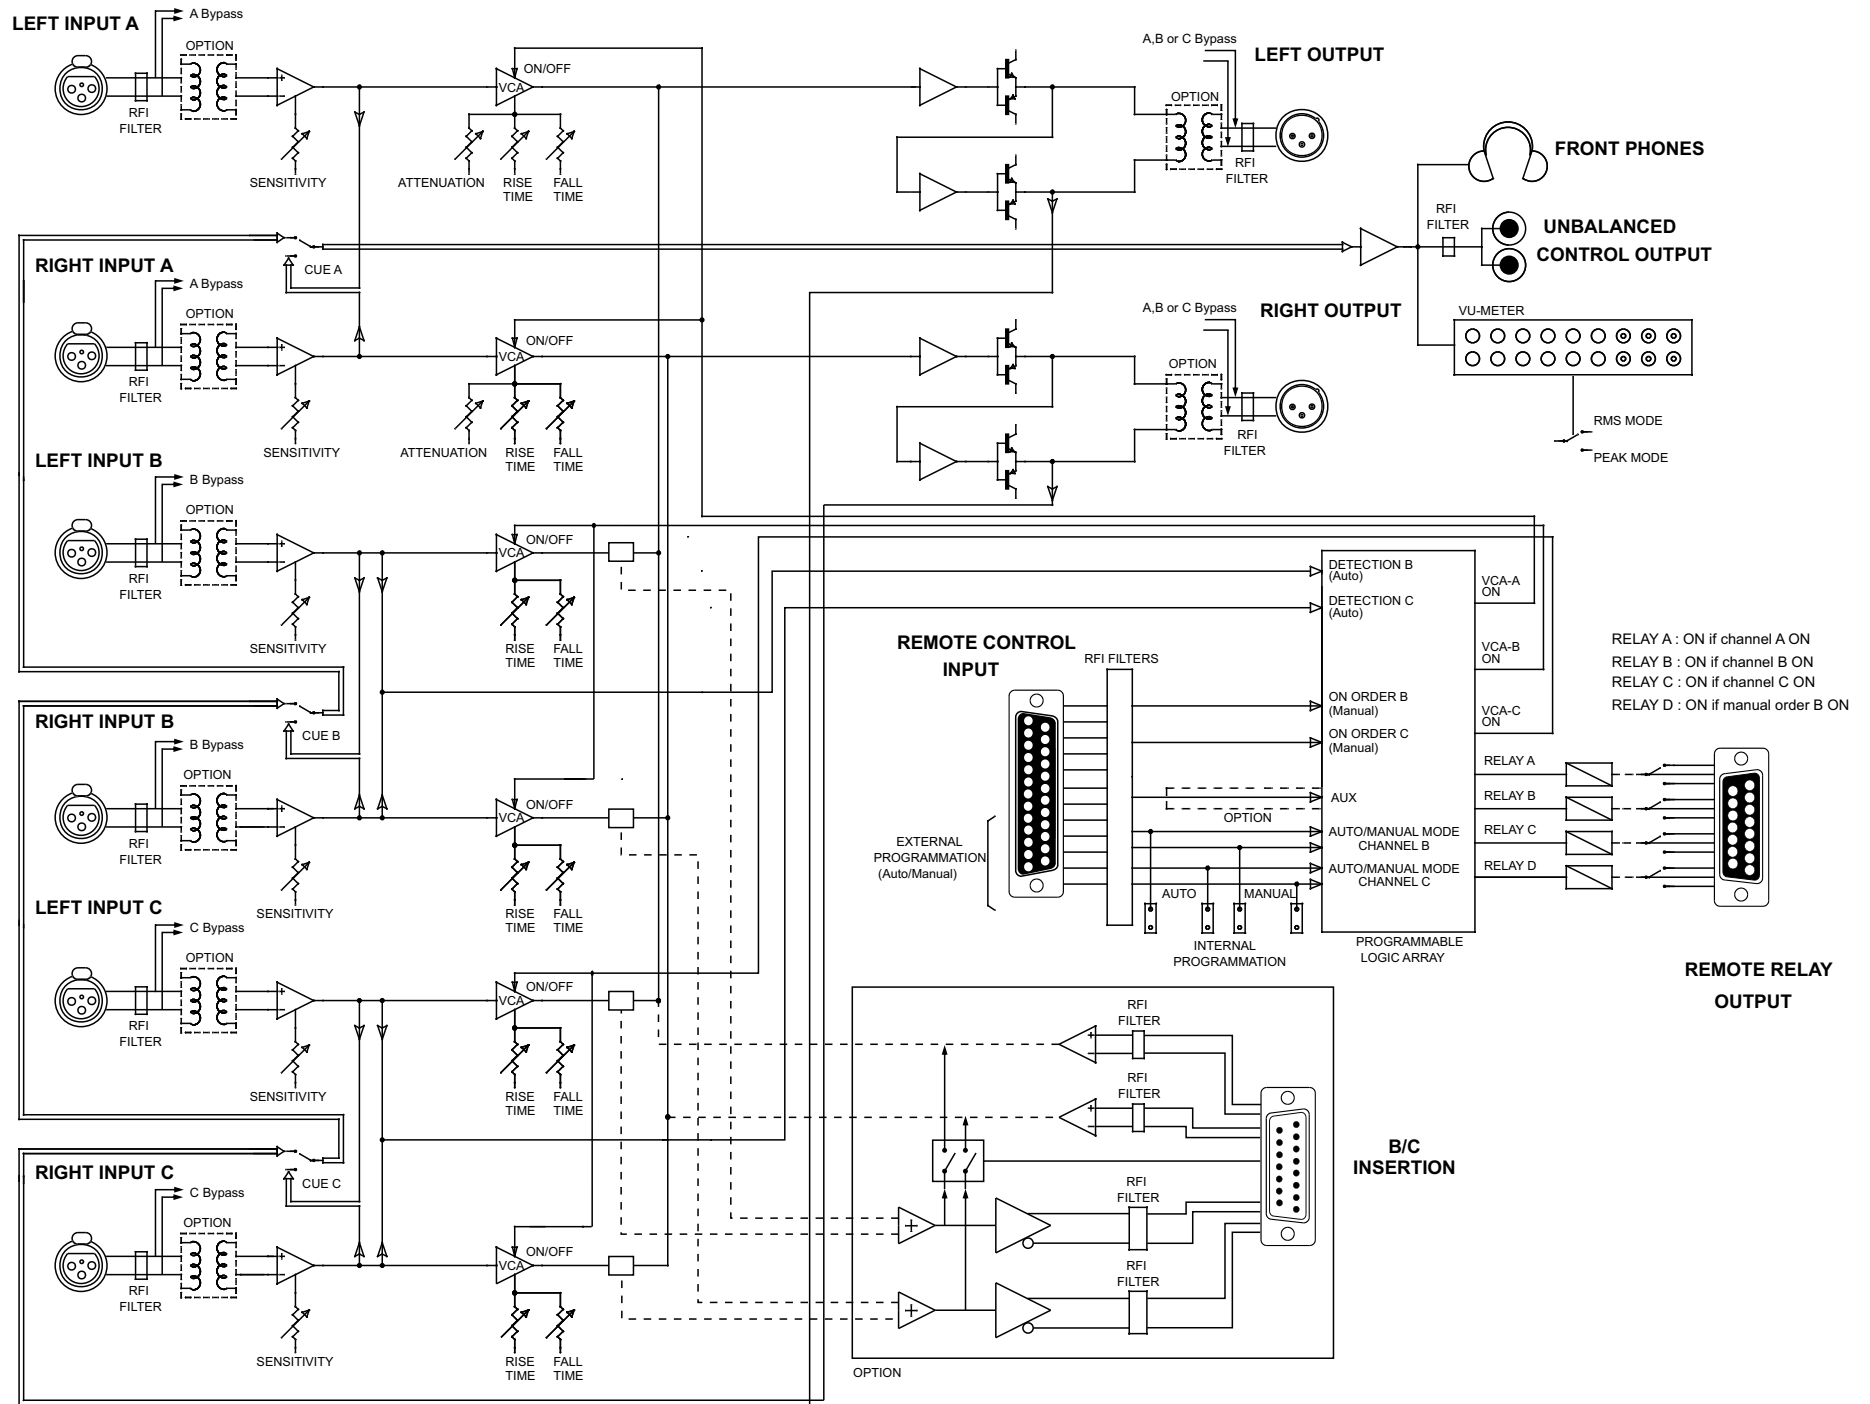 LEFT INPUT A
A Bypass
OPTION
RFI
FILTER
SENSITIVITY
ON/OFF
VCA
ATTENUATION
RISE
TIME
FALL
TIME
A,B or C Bypass
LEFT OUTPUT
OPTION
RFI
FILTER
FRONT PHONES
RFI
FILTER
UNBALANCED
CONTROL OUTPUT
CUE A
RIGHT INPUT A
A Bypass
OPTION
RFI
FILTER
SENSITIVITY
ON/OFF
VCA
ATTENUATION
RISE
TIME
FALL
TIME
A,B or C Bypass
RIGHT OUTPUT
OPTION
RFI
FILTER
VU-METER
RMS MODE
PEAK MODE
LEFT INPUT B
B Bypass
OPTION
RFI
FILTER
SENSITIVITY
ON/OFF
VCA
RISE
TIME
FALL
TIME
CUE B
RIGHT INPUT B
B Bypass
OPTION
RFI
FILTER
SENSITIVITY
ON/OFF
VCA
RISE
TIME
FALL
TIME
REMOTE CONTROL
INPUT
RFI FILTERS
EXTERNAL
PROGRAMMATION
(Auto/Manual)
DETECTION B
(Auto)
DETECTION C
(Auto)
ON ORDER B
(Manual)
ON ORDER C
(Manual)
AUX
OPTION
AUTO/MANUAL MODE
CHANNEL B
AUTO/MANUAL MODE
CHANNEL C
AUTO
MANUAL
INTERNAL
PROGRAMMATION
PROGRAMMABLE
LOGIC ARRAY
VCA-A
ON
VCA-B
ON
VCA-C
ON
RELAY A
RELAY B
RELAY C
RELAY D
RELAY A : ON if channel A ON
RELAY B : ON if channel B ON
RELAY C : ON if channel C ON
RELAY D : ON if manual order B ON
REMOTE RELAY
OUTPUT
LEFT INPUT C
C Bypass
OPTION
RFI
FILTER
SENSITIVITY
ON/OFF
VCA
RISE
TIME
FALL
TIME
CUE C
RIGHT INPUT C
C Bypass
OPTION
RFI
FILTER
SENSITIVITY
ON/OFF
VCA
RISE
TIME
FALL
TIME
RFI
FILTER
RFI
FILTER
RFI
FILTER
RFI
FILTER
B/C
INSERTION
OPTION